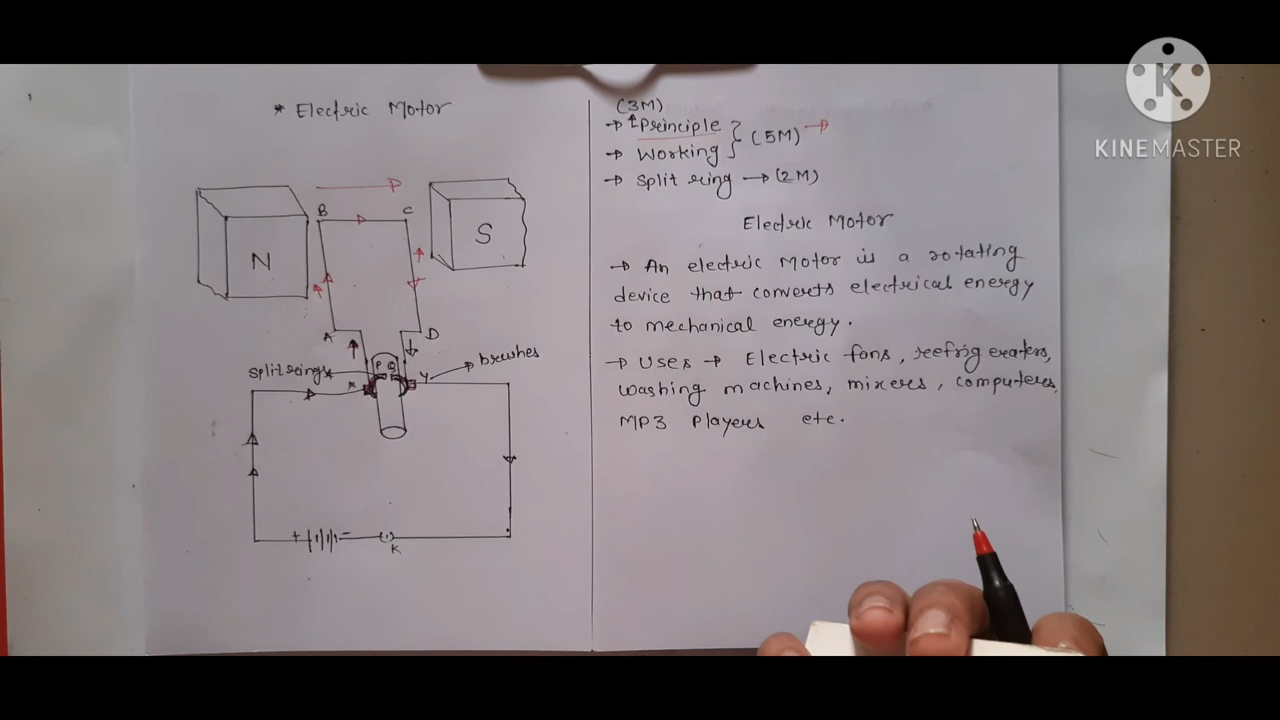 * Electric Motor
B
C
N
S
A
D
P Q
split rings
X
Y
brushes
+
-
K
(3M)
→ Principle
→ Working } (5M) →
→ Split ring → (2M)
Electric Motor
→ An electric Motor is a rotating
device that converts electrical energy
to mechanical energy.
→ Uses → Electric fans, reefrigeraters,
washing machines, mixers, computers,
MP3 Players etc.
K
KINEMASTER